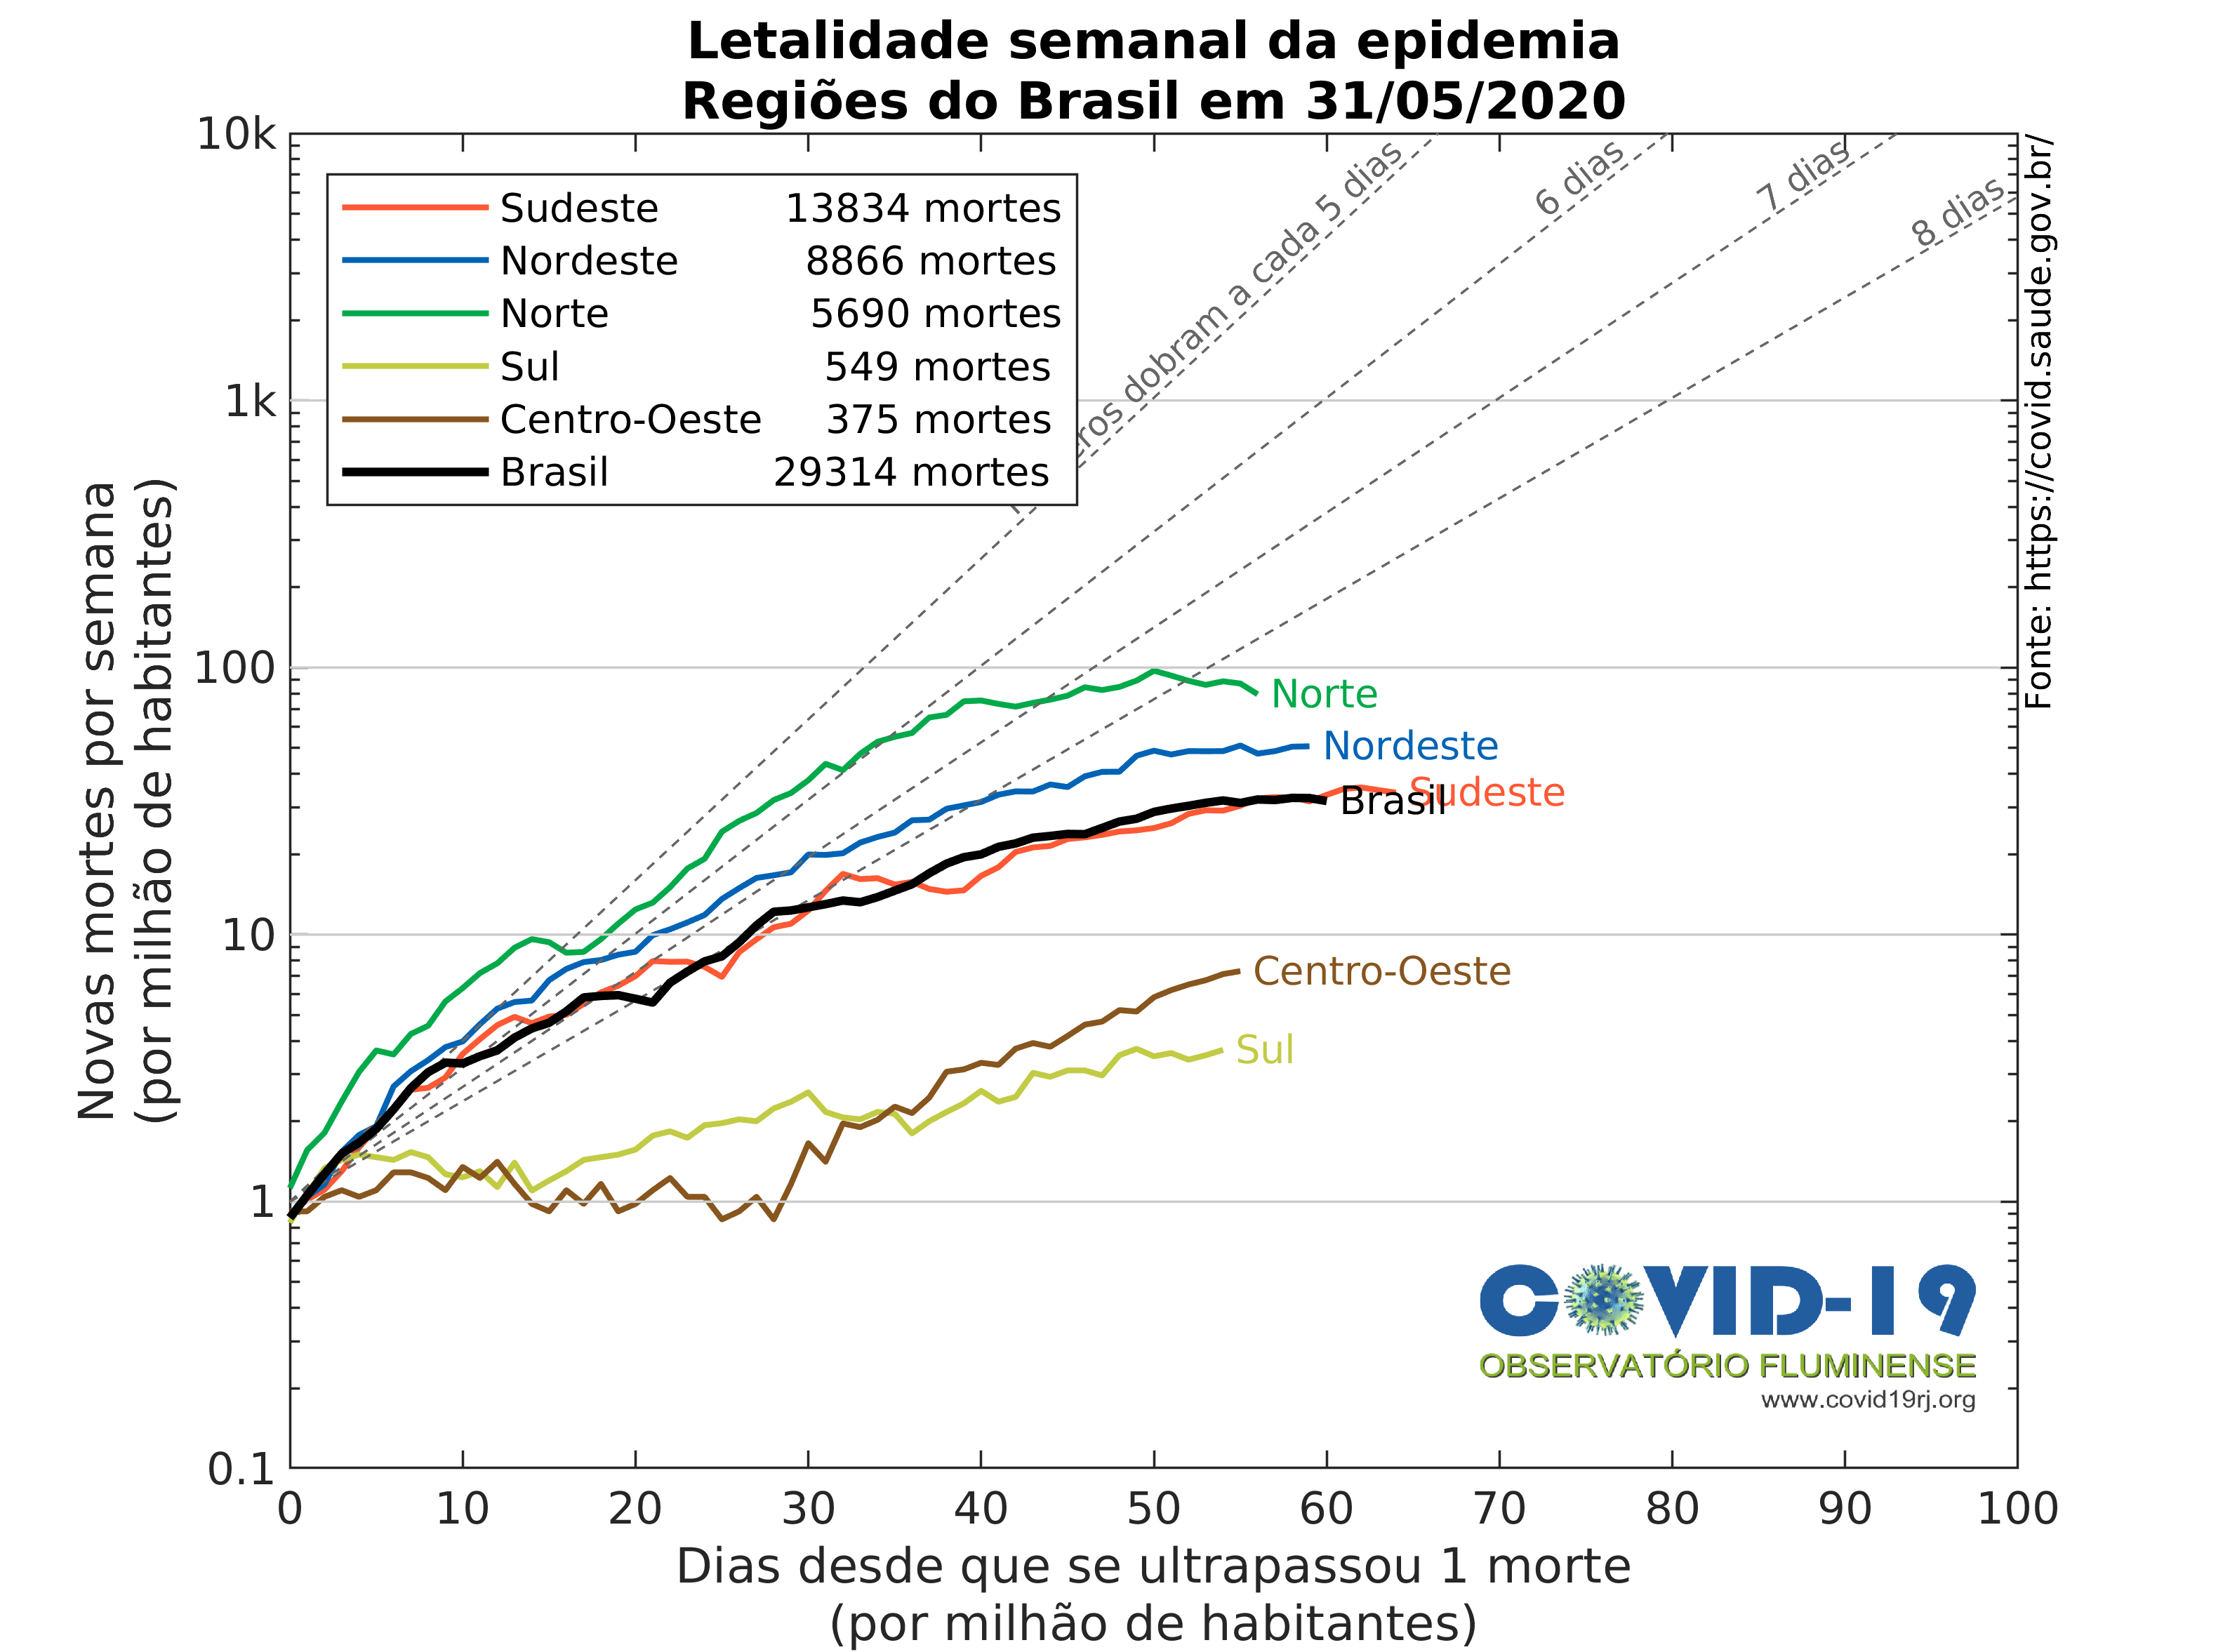 Letalidade semanal da epidemia
Regiões do Brasil em 31/05/2020
10k
1k
100
10
1
0.1
Novas mortes por semana
(por milhão de habitantes)
Sudeste 13834 mortes
Nordeste 8866 mortes
Norte 5690 mortes
Sul 549 mortes
Centro-Oeste 375 mortes
Brasil 29314 mortes
dobram a cada 5 dias
6 dias
7 dias
8 dias
Fonte: https://covid.saude.gov.br/
Norte
Nordeste
Sudeste
Brasil
Centro-Oeste
Sul
COVID-19
OBSERVATÓRIO FLUMINENSE
www.covid19rj.org
0 10 20 30 40 50 60 70 80 90 100
Dias desde que se ultrapassou 1 morte
(por milhão de habitantes)